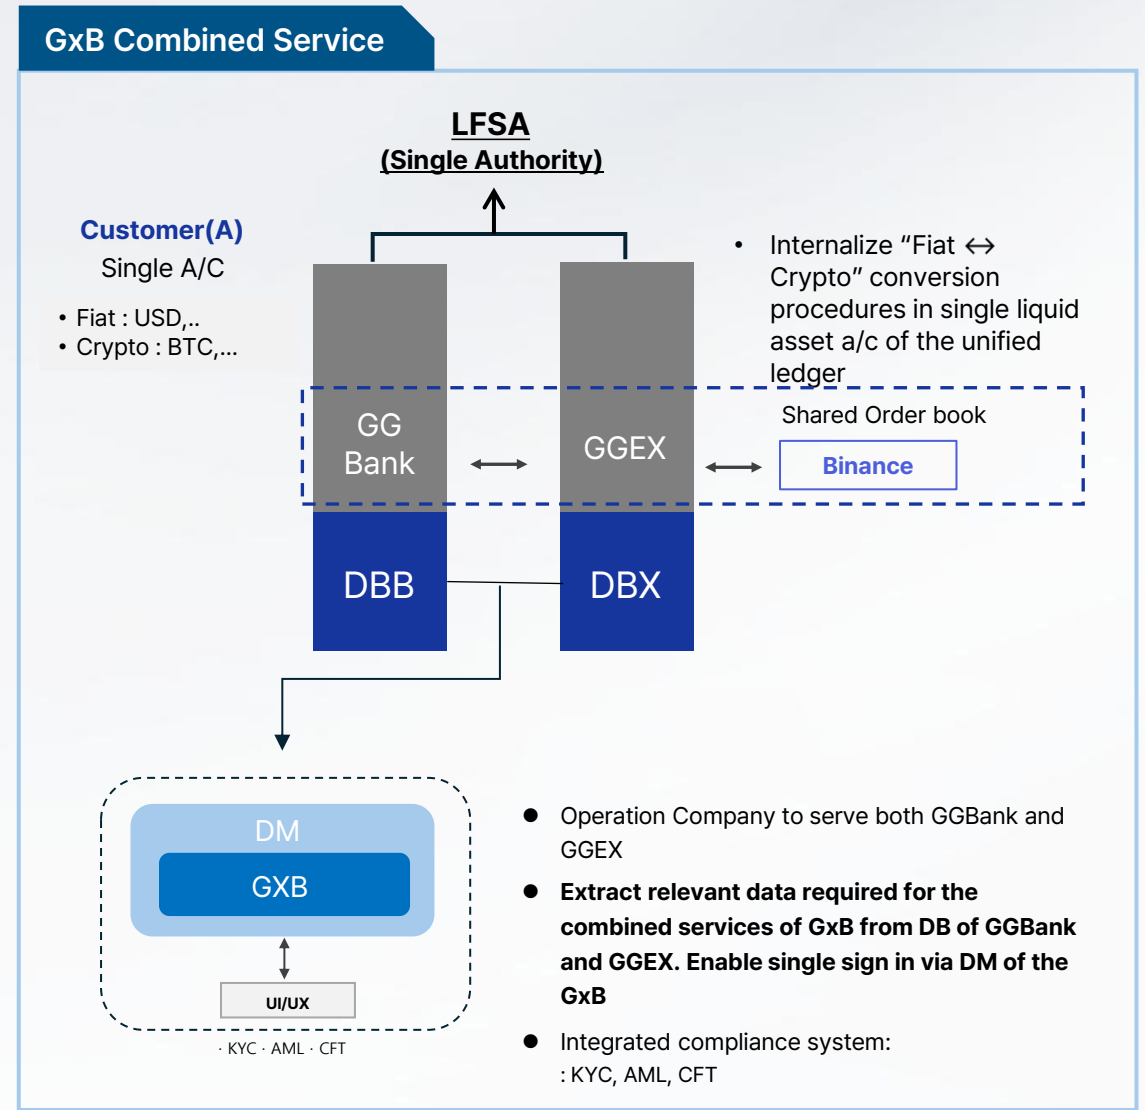 GxB Combined Service
LFSA
(Single Authority)
Customer(A)
Single A/C
• Fiat : USD,..
• Crypto : BTC,...
• Internalize “Fiat ↔
Crypto” conversion
procedures in single liquid
asset a/c of the unified
ledger
GG
Bank
GGEX
Shared Order book
Binance
DBB
DBX
DM
GXB
UI/UX
· KYC · AML · CFT
● Operation Company to serve both GGBank and
GGEX
● Extract relevant data required for the
combined services of GxB from DB of GGBank
and GGEX. Enable single sign in via DM of the
GxB
● Integrated compliance system:
: KYC, AML, CFT